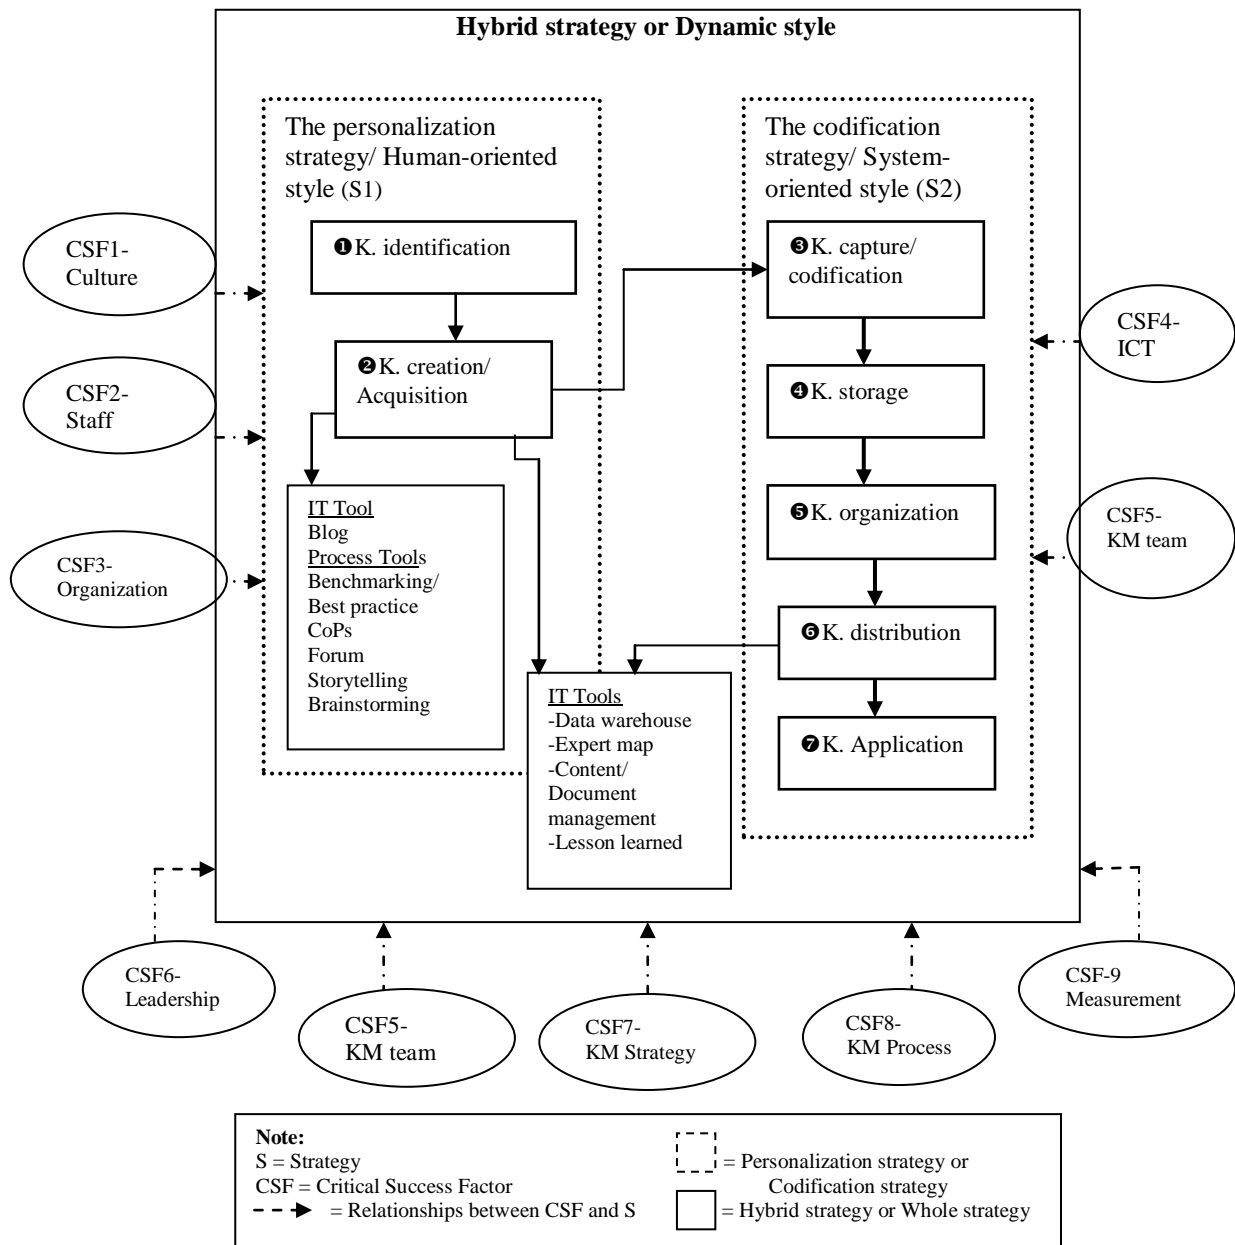 Hybrid strategy or Dynamic style
The personalization
strategy/ Human-oriented
style (S1)
❶K. identification
❷K. creation/
Acquisition
IT Tool
Blog
Process Tools
Benchmarking/
Best practice
CoPs
Forum
Storytelling
Brainstorming
IT Tools
-Data warehouse
-Expert map
-Content/
Document
management
-Lesson learned
The codification
strategy/ System-
oriented style (S2)
❸K. capture/
codification
❹K. storage
❺K. organization
❻K. distribution
❼K. Application
CSF1-
Culture
CSF2-
Staff
CSF3-
Organization
CSF4-
ICT
CSF5-
KM team
CSF6-
Leadership
CSF5-
KM team
CSF7-
KM Strategy
CSF8-
KM Process
CSF-9
Measurement
Note:
S = Strategy
CSF = Critical Success Factor
= Relationships between CSF and S
= Personalization strategy or
Codification strategy
= Hybrid strategy or Whole strategy